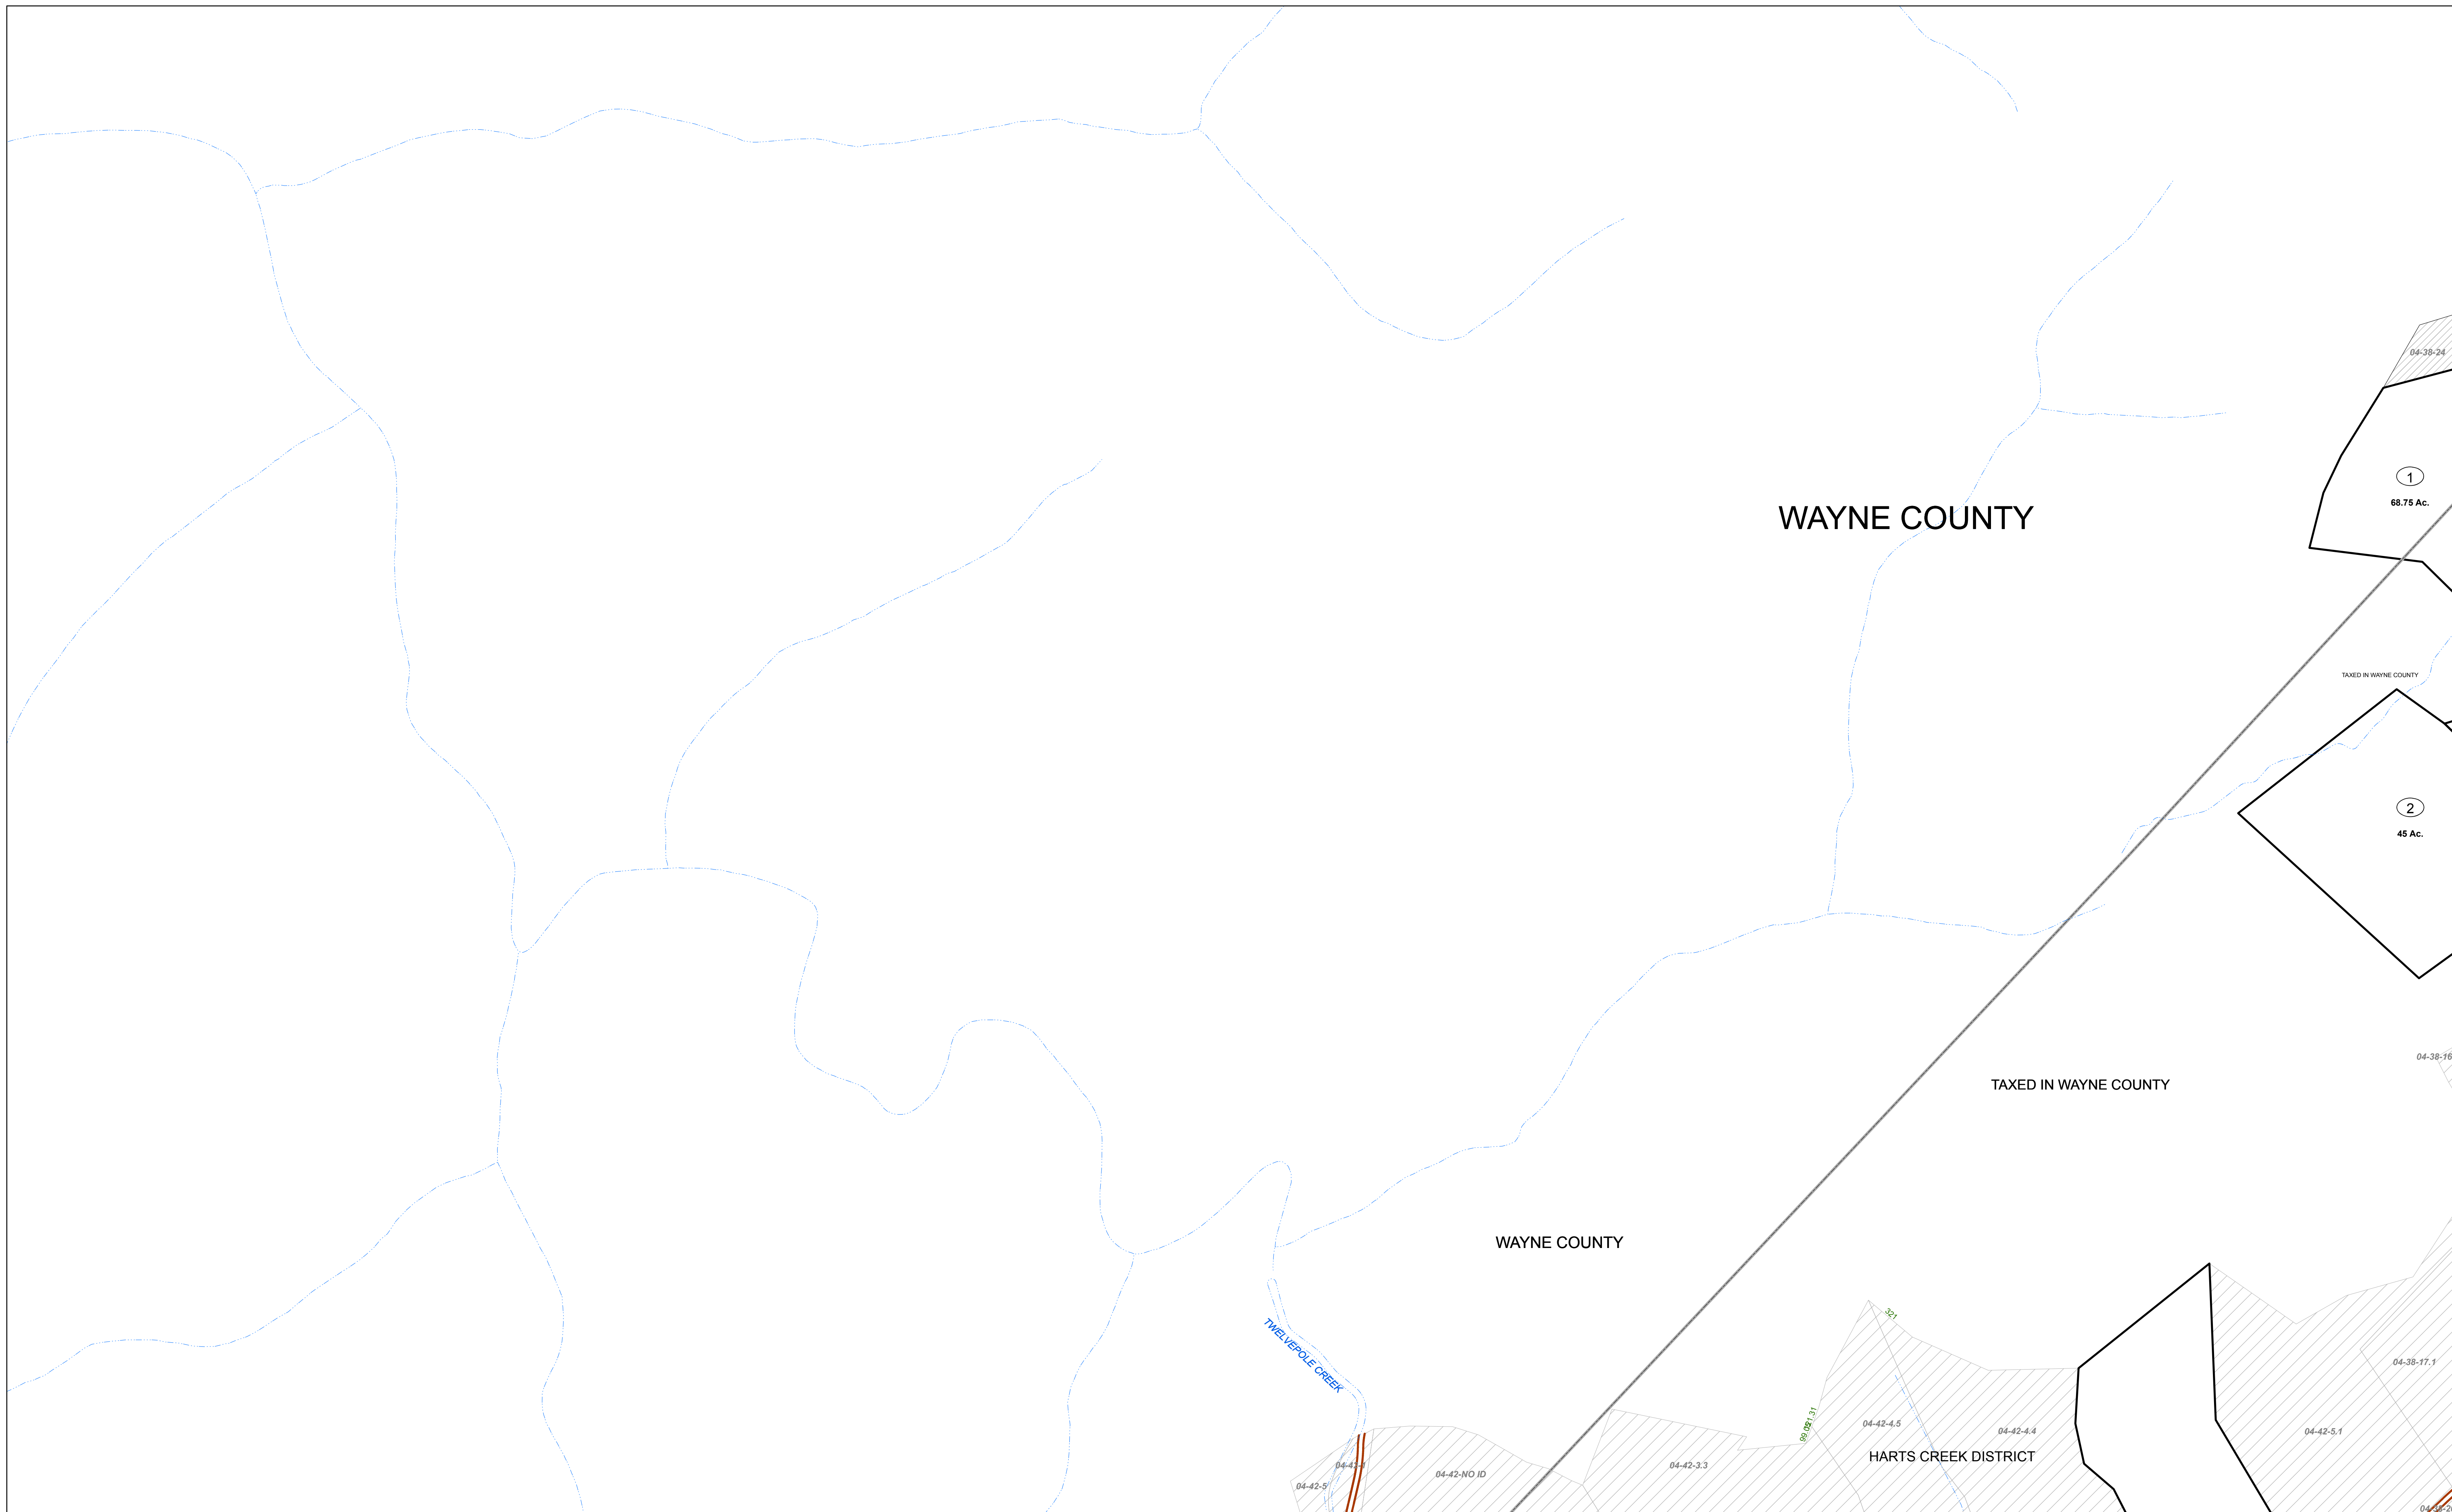 04-38-24
1
68.75 Ac.
WAYNE COUNTY
TAXED IN WAYNE COUNTY
2
45 Ac.
04-38-16
TAXED IN WAYNE COUNTY
WAYNE COUNTY
321
TWELVEPOLE CREEK
04-38-17.1
04-42-4.5
04-42-4.4
04-42-5.1
HARTS CREEK DISTRICT
04-42-3.3
04-42-NO ID
04-42-5